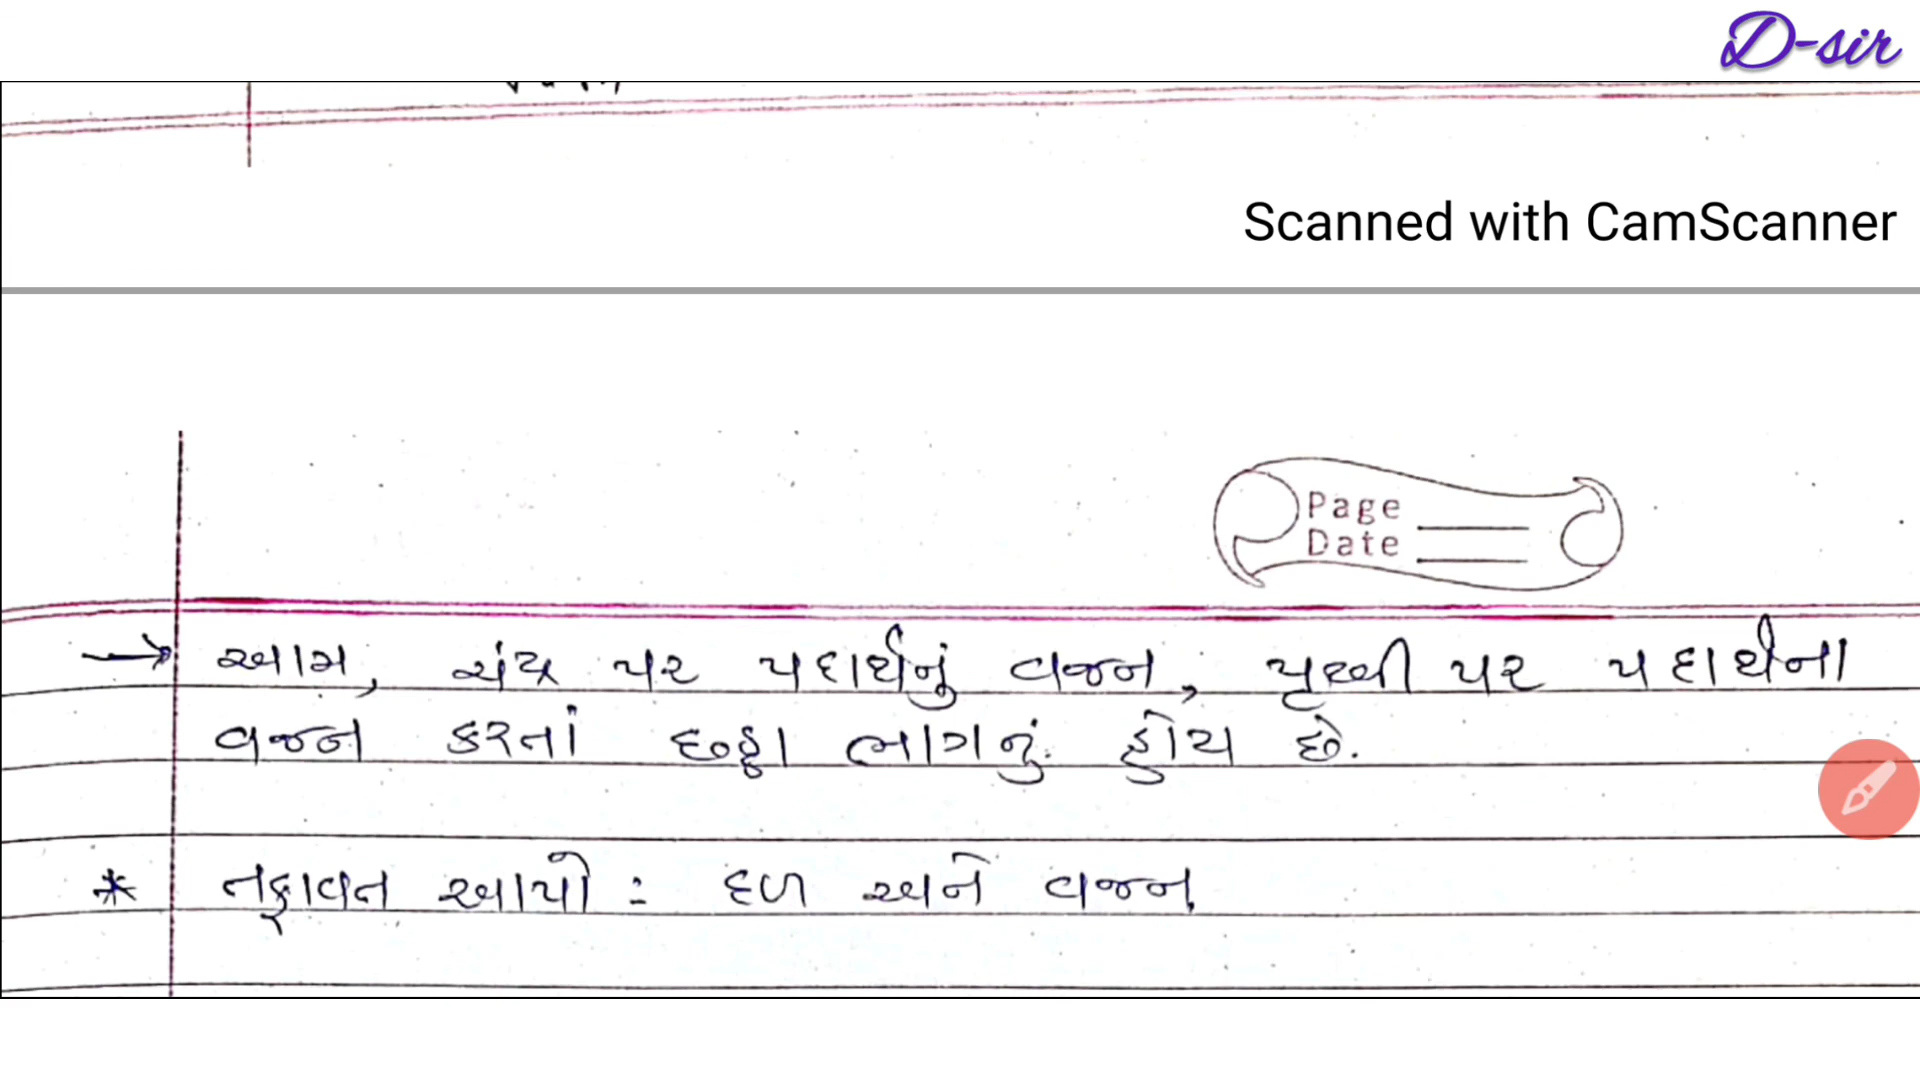 D-sir
Scanned with CamScanner
Page
Date
→ આમ, ચંદ્ર પર પદાર્થનું વજન, પૃથ્વી પર પદાર્થના
વજન કરતાં છઠ્ઠા ભાગનું હોય છે.
* તફાવત આપો : દળ અને વજન